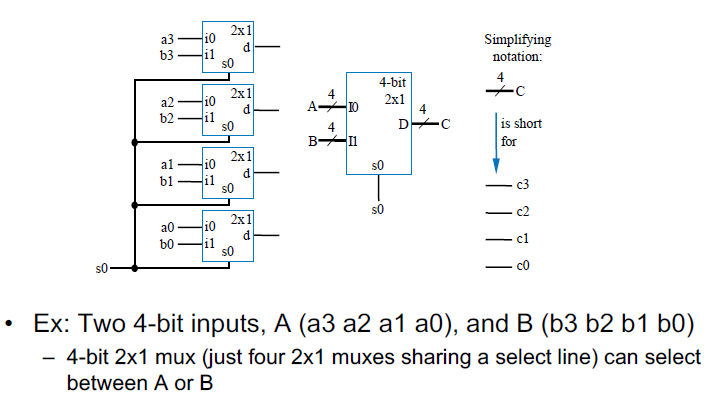 2x1
a3 i0 d
b3 i1
s0
2x1
a2 i0 d
b2 i1
s0
2x1
a1 i0 d
b1 i1
s0
2x1
a0 i0 d
b0 i1
s0
s0
4-bit
2x1
4
A I0
4
B I1
4
D C
s0
s0
Simplifying
notation:
4
C
is short
for
c3
c2
c1
c0
• Ex: Two 4-bit inputs, A (a3 a2 a1 a0), and B (b3 b2 b1 b0)
– 4-bit 2x1 mux (just four 2x1 muxes sharing a select line) can select
between A or B